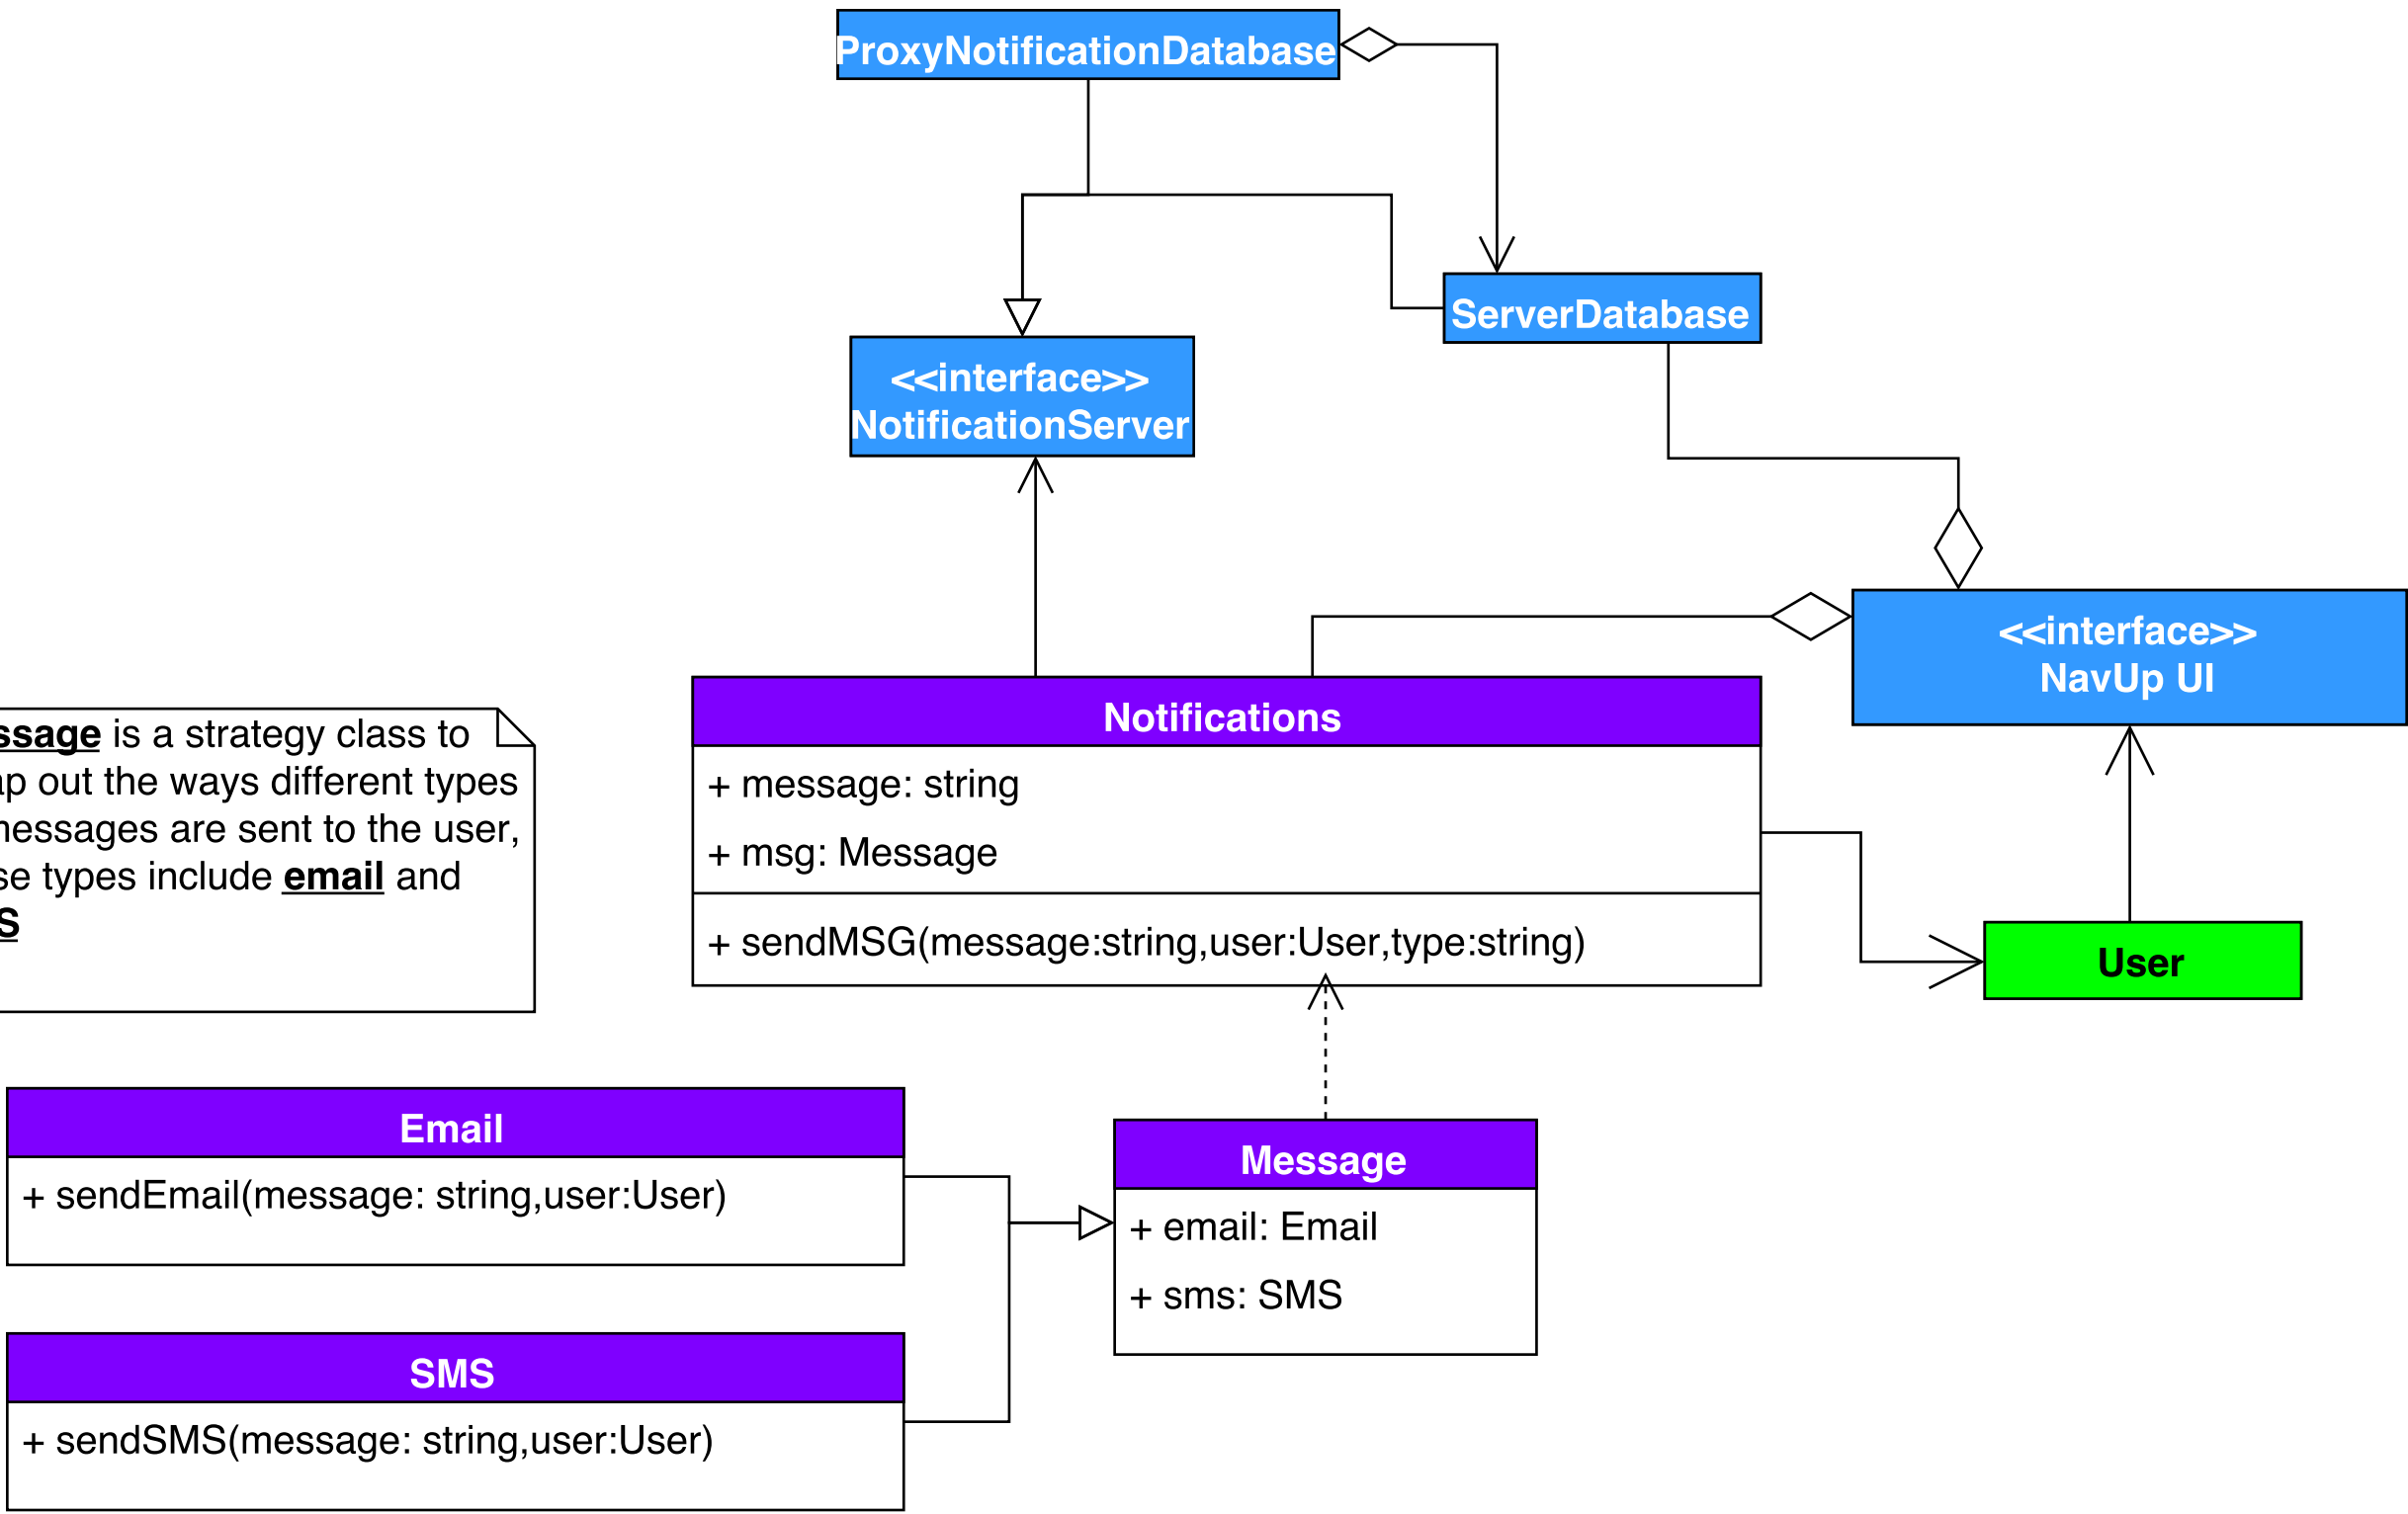 ProxyNotificationDatabase
ServerDatabase
<<interface>>
NotificationServer
<<interface>>
NavUp UI
Notifications
+ message: string
+ msg: Message
+ sendMSG(message:string,user:User,type:string)
User
ssage is a strategy class to
ap out the ways different types
messages are sent to the user,
se types include email and
S
Email
+ sendEmail(message: string,user:User)
Message
+ email: Email
+ sms: SMS
SMS
+ sendSMS(message: string,user:User)